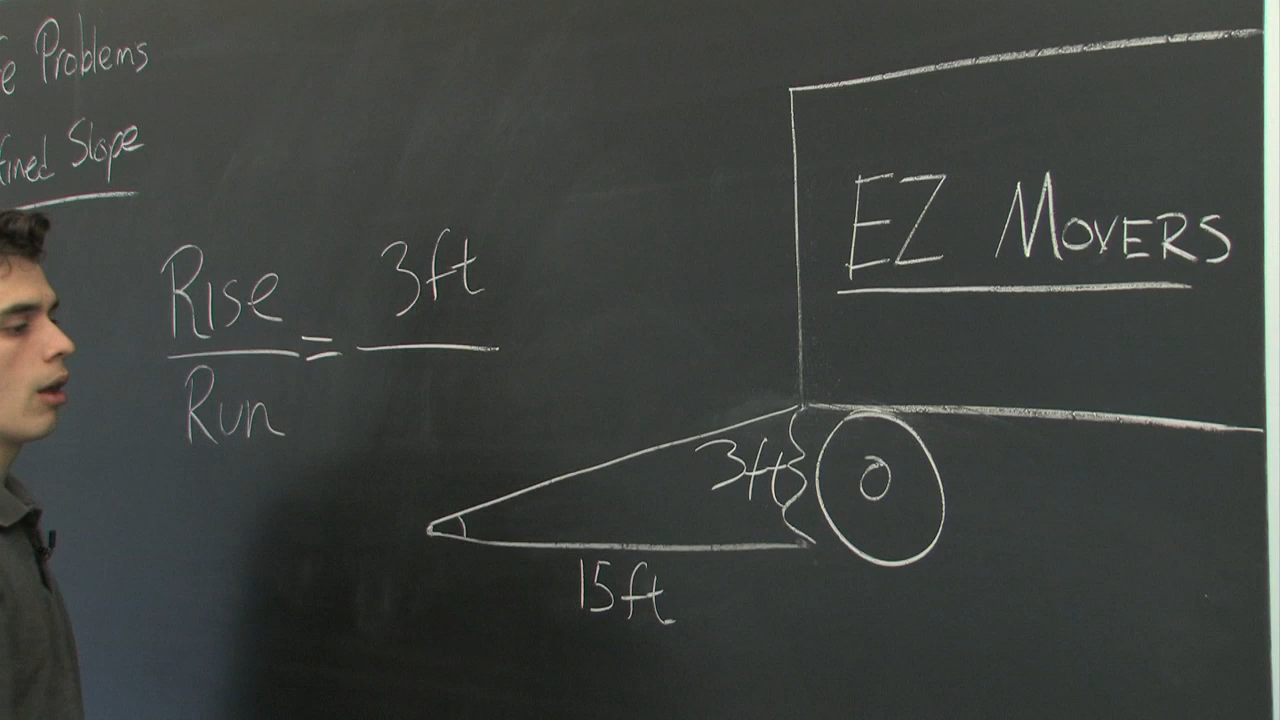 Problems
Slope
Rise = 3ft
Run
EZ MOVERS
3ft
15ft